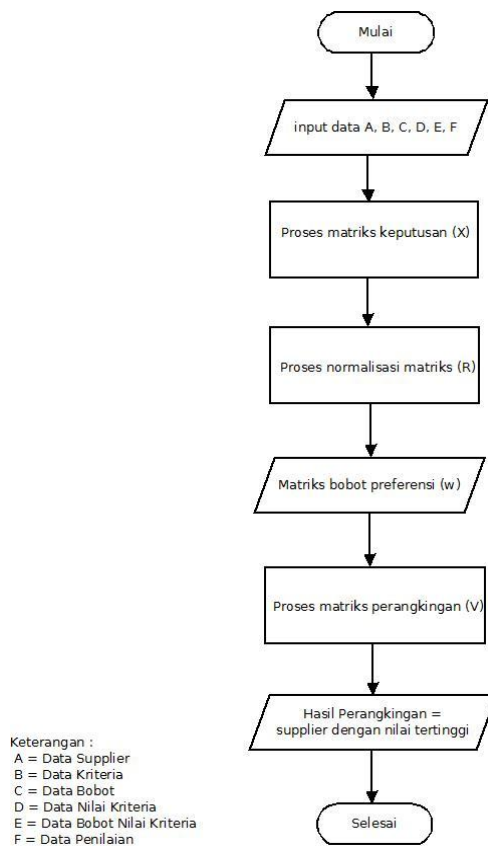 Mulai
input data A, B, C, D, E, F
Proses matriks keputusan (X)
Proses normalisasi matriks (R)
Matriks bobot preferensi (w)
Proses matriks perangkingan (V)
Hasil Perangkingan =
supplier dengan nilai tertinggi
Selesai
Keterangan :
A = Data Supplier
B = Data Kriteria
C = Data Bobot
D = Data Nilai Kriteria
E = Data Bobot Nilai Kriteria
F = Data Penilaian